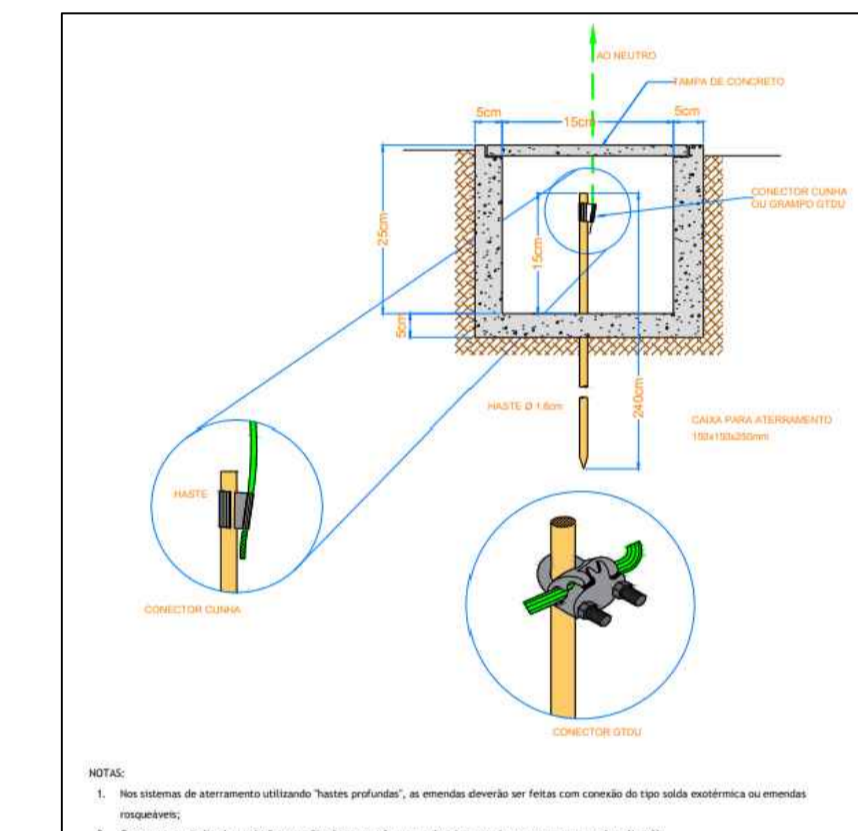 AO NEUTRO
TAMPA DE CONCRETO
5cm
15cm
5cm
CONECTOR CUNHA
OU GRAMPO GTDU
25cm
15cm
5cm
240cm
HASTE Ø 1.6cm
CAIXA PARA ATERRAMENTO
150x150x250mm
HASTE
CONECTOR CUNHA
CONECTOR GTDU
NOTAS:
1. Nos sistemas de aterramento utilizando "hastes profundas", as emendas deverão ser feitas com conexão do tipo solda exotérmica ou emendas
rosqueáveis;